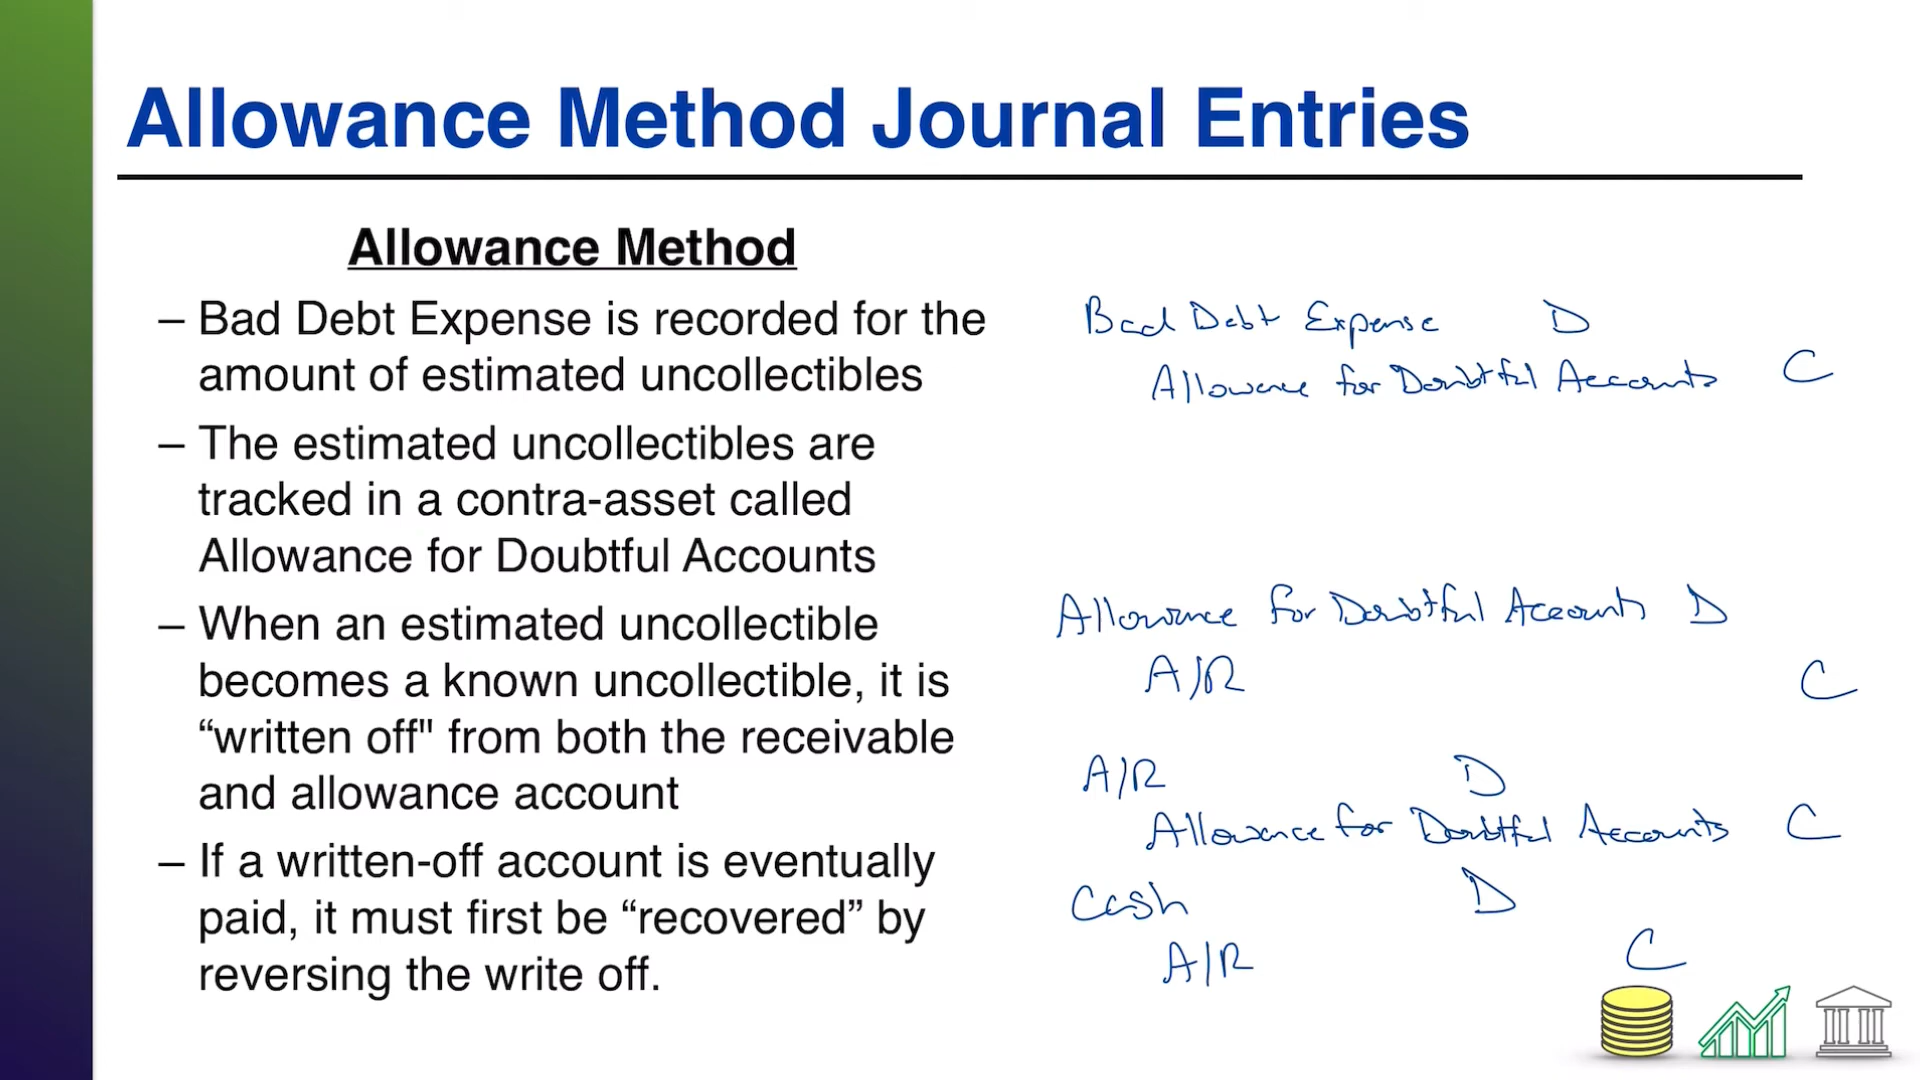 Allowance Method Journal Entries
Allowance Method
– Bad Debt Expense is recorded for the
amount of estimated uncollectibles
– The estimated uncollectibles are
tracked in a contra-asset called
Allowance for Doubtful Accounts
– When an estimated uncollectible
becomes a known uncollectible, it is
“written off" from both the receivable
and allowance account
– If a written-off account is eventually
paid, it must first be “recovered” by
reversing the write off.
Bad Debt Expense D
Allowance for Doubtful Accounts C
Allowance for Doubtful Accounts D
A/R C
A/R D
Allowance for Doubtful Accounts C
Cash D
A/R C